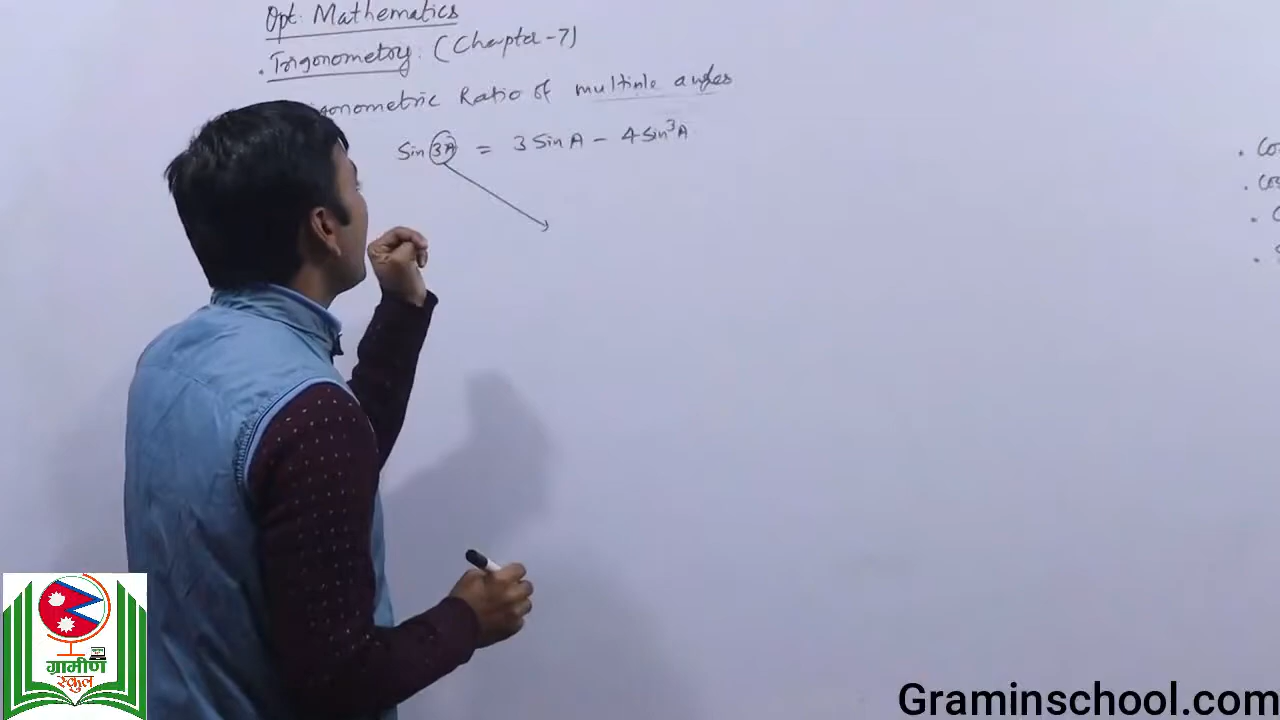 Opt. Mathematics
. Trigonometry: (Chapter-7)
Ratio of multiple angles
Sin 3A = 3 Sin A - 4 Sin³A
ग्रामीण
स्कुल
Graminschool.com